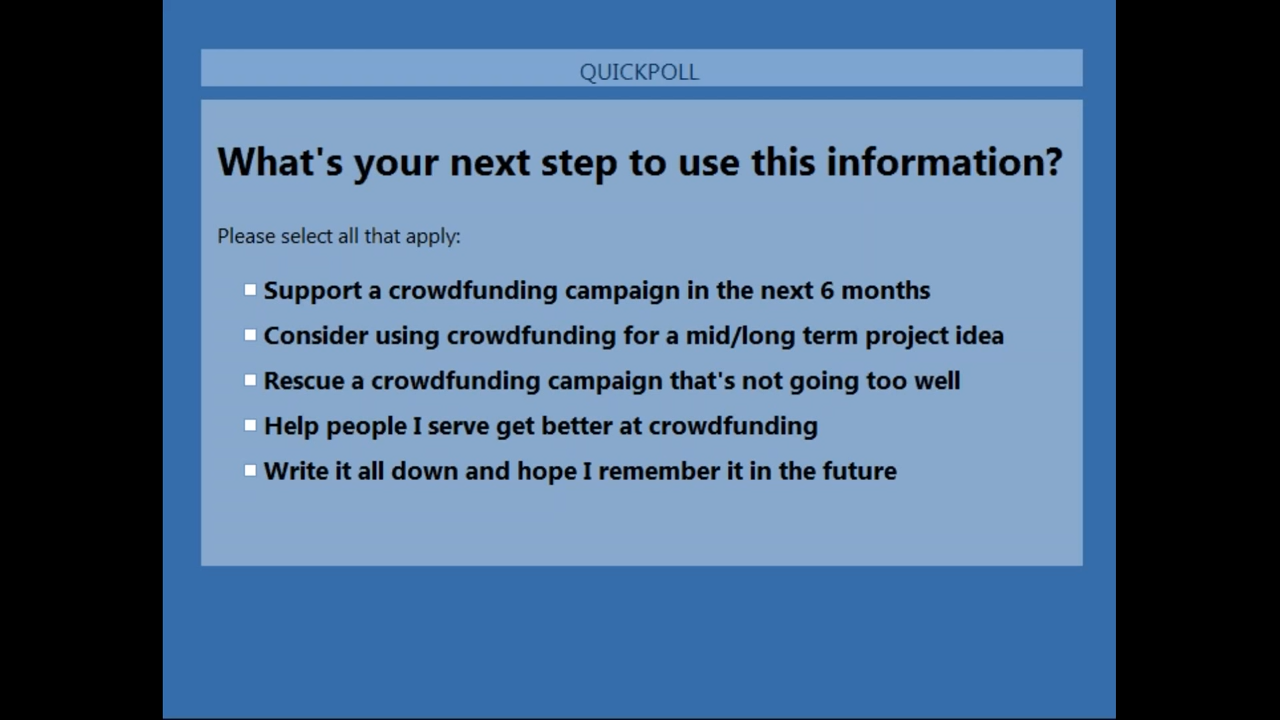 QUICKPOLL
What's your next step to use this information?
Please select all that apply:
Support a crowdfunding campaign in the next 6 months
Consider using crowdfunding for a mid/long term project idea
Rescue a crowdfunding campaign that's not going too well
Help people I serve get better at crowdfunding
Write it all down and hope I remember it in the future